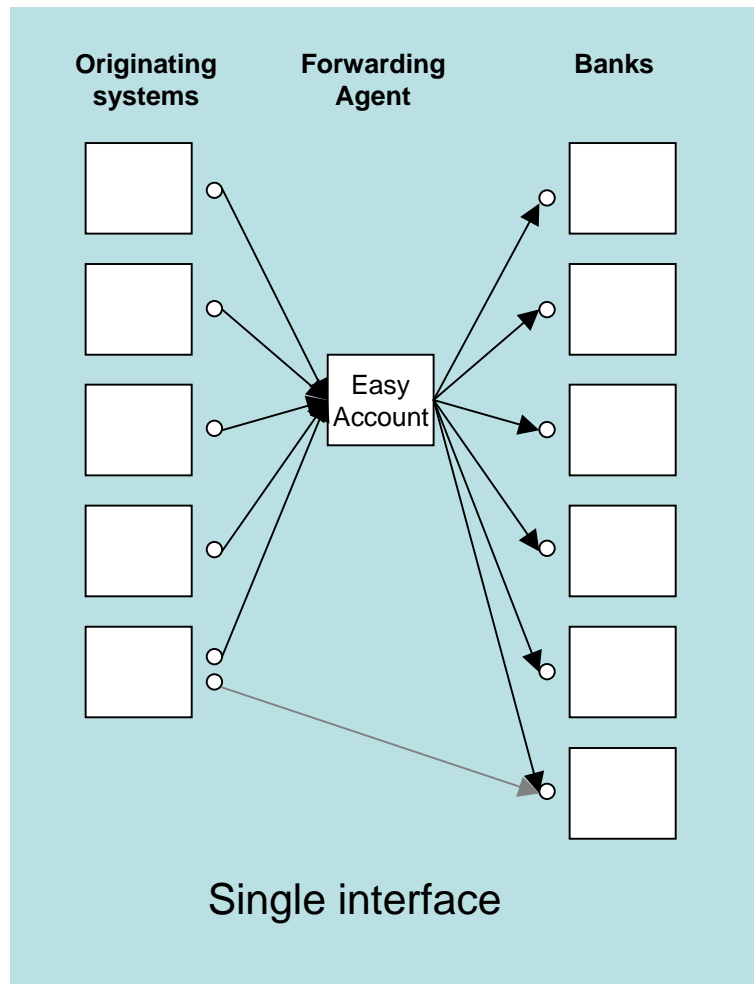 Originating
systems
Forwarding
Agent
Banks
Easy
Account
Single interface